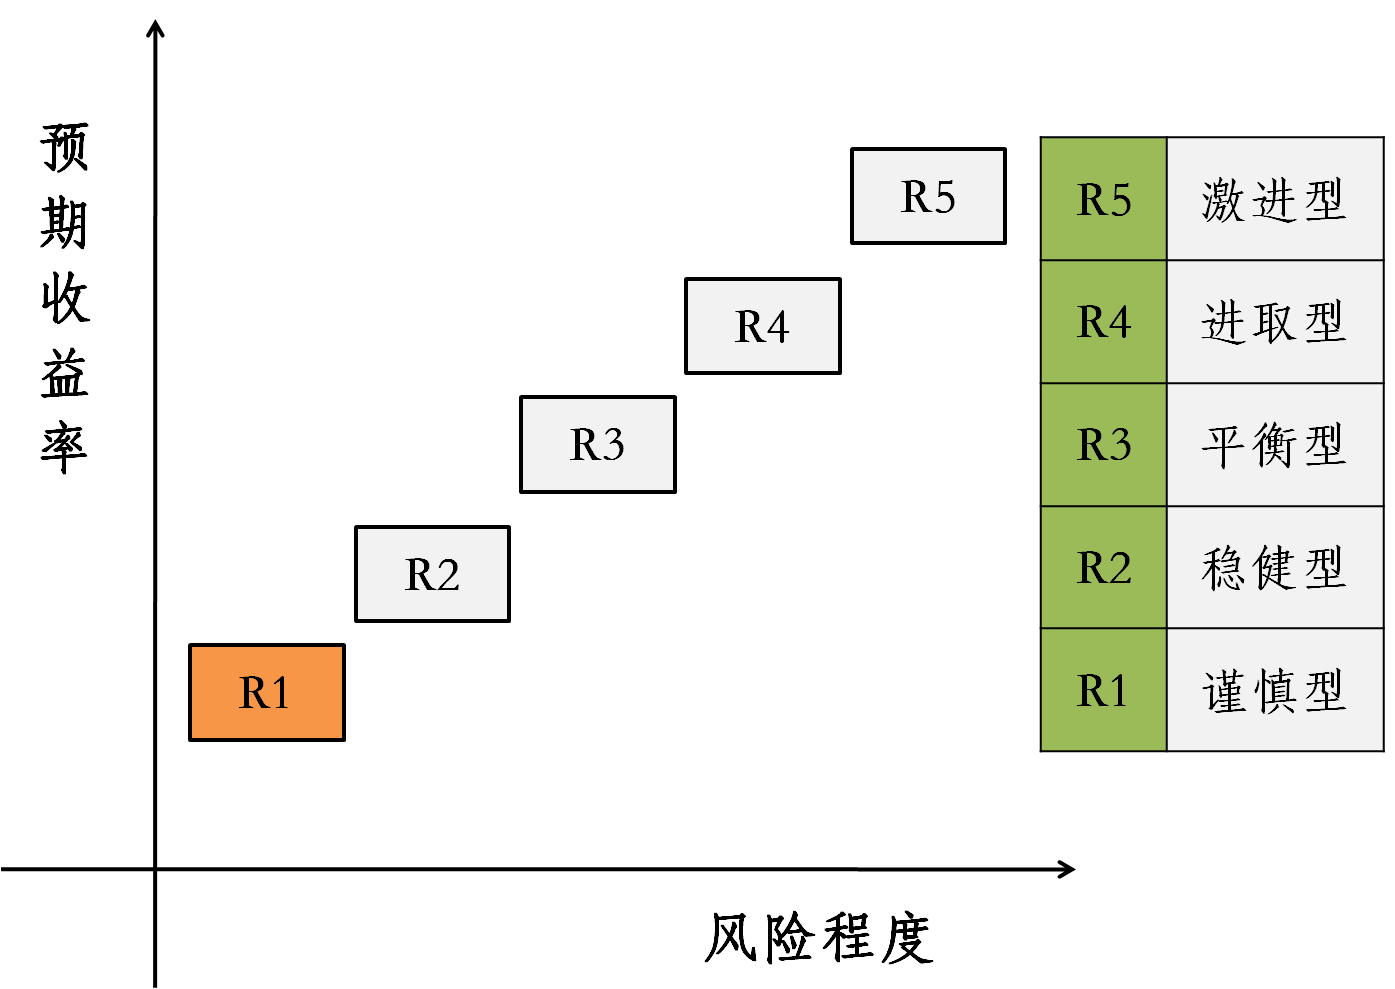 预期收益率
R5
R4
R3
R2
R1
风险程度
R5 激进型
R4 进取型
R3 平衡型
R2 稳健型
R1 谨慎型